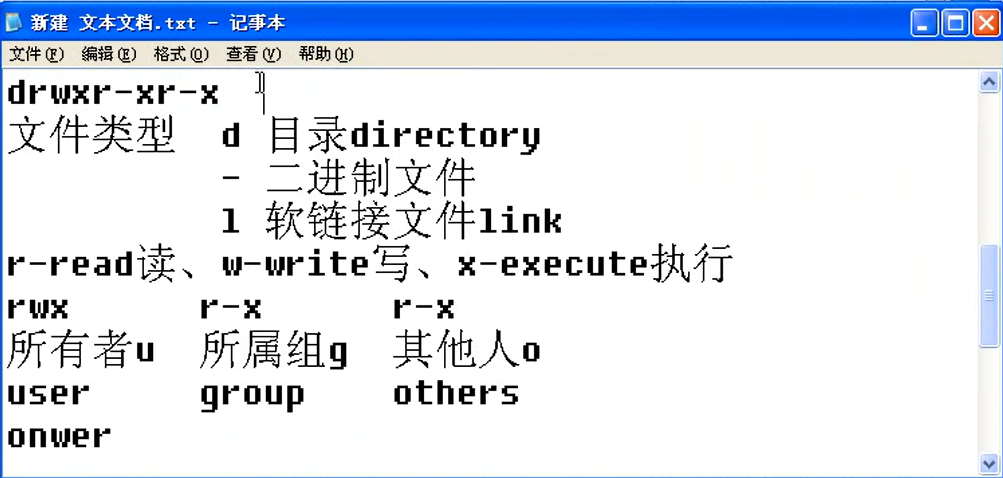 新建 文本文档.txt - 记事本
文件(F) 编辑(E) 格式(O) 查看(V) 帮助(H)
drwxr-xr-x
文件类型 d 目录directory
- 二进制文件
l 软链接文件link
r-read读、w-write写、x-execute执行
rwx r-x r-x
所有者u 所属组g 其他人o
user group others
onwer